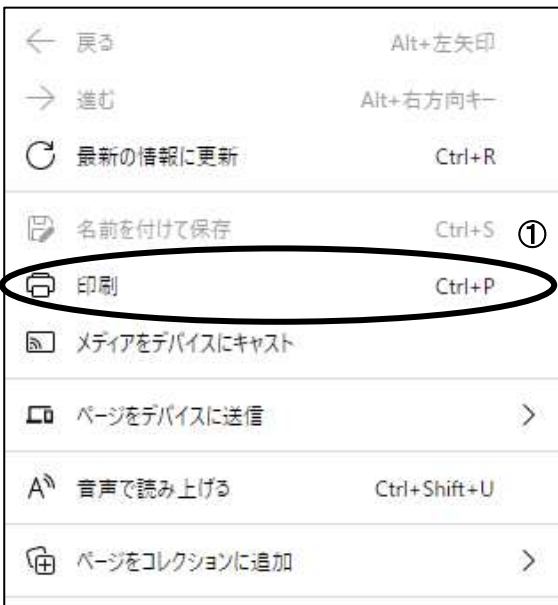 戻る Alt+左矢印
進む Alt+右方向キー
最新の情報に更新 Ctrl+R
名前を付けて保存 Ctrl+S ①
印刷 Ctrl+P
メディアをデバイスにキャスト
ページをデバイスに送信
音声で読み上げる Ctrl+Shift+U
ページをコレクションに追加